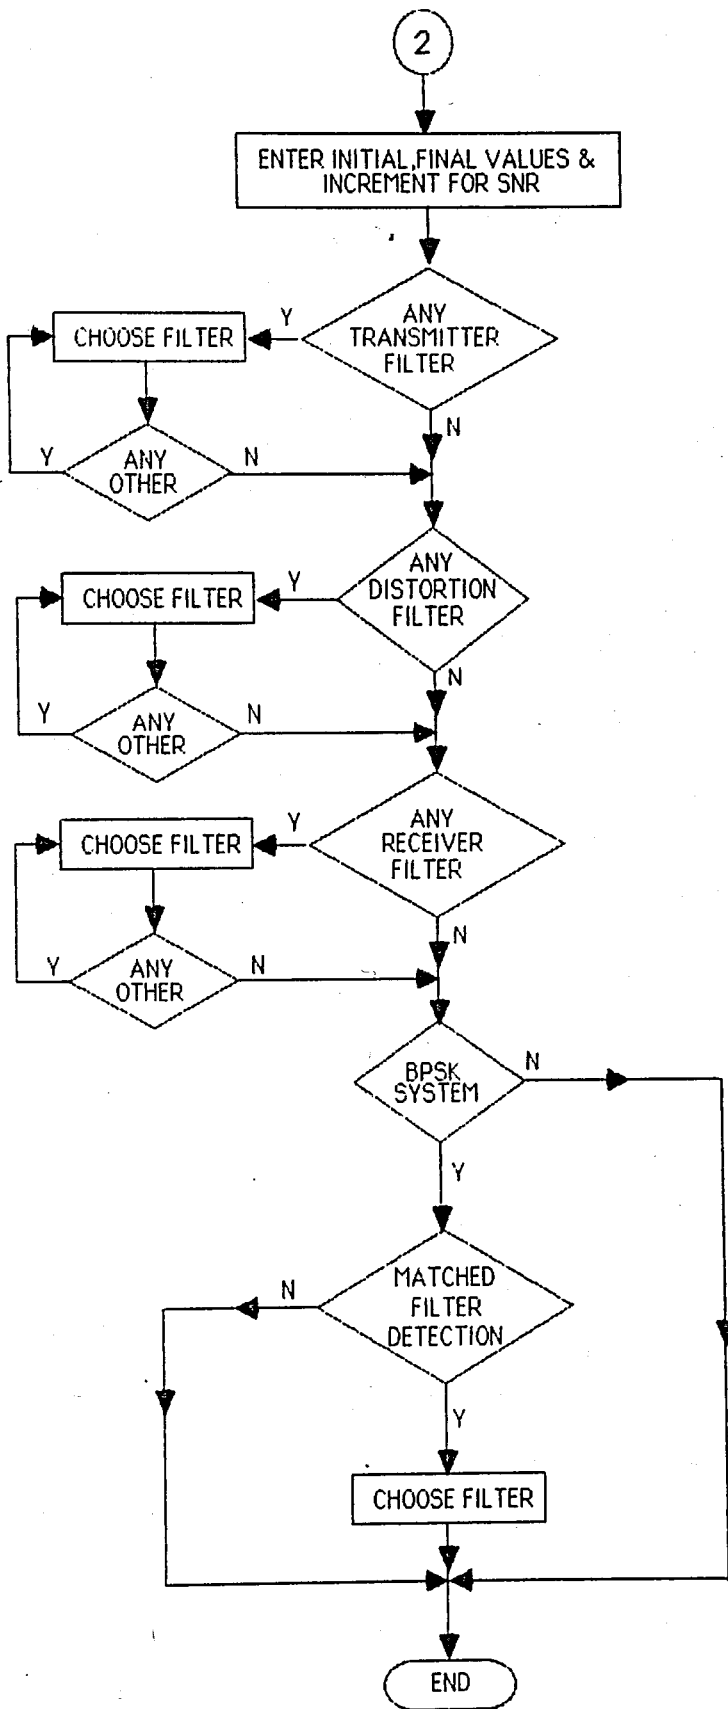 2
ENTER INITIAL,FINAL VALUES &
INCREMENT FOR SNR
ANY
TRANSMITTER
FILTER
Y
CHOOSE FILTER
N
ANY
OTHER
Y
N
ANY
DISTORTION
FILTER
Y
CHOOSE FILTER
N
ANY
OTHER
Y
N
ANY
RECEIVER
FILTER
Y
CHOOSE FILTER
N
ANY
OTHER
Y
N
BPSK
SYSTEM
N
Y
MATCHED
FILTER
DETECTION
N
Y
CHOOSE FILTER
END